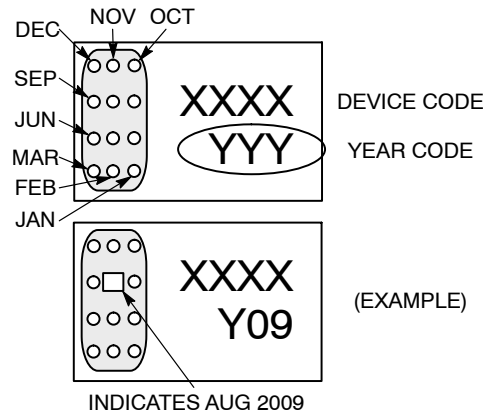 DEC NOV OCT
SEP
JUN
MAR
FEB
JAN
XXXX
YYY
DEVICE CODE
YEAR CODE
XXXX
Y09
(EXAMPLE)
INDICATES AUG 2009